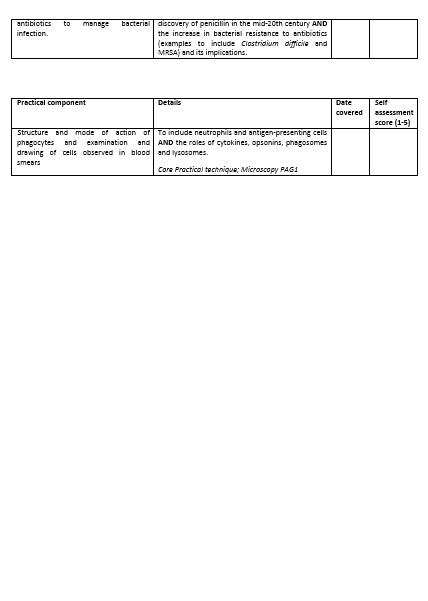 antibiotics to manage bacterial
infection.
discovery of penicillin in the mid-20th century AND
the increase in bacterial resistance to antibiotics
(examples to include Clostridium difficile and
MRSA) and its implications.
Practical component
Details
Date
covered
Self
assessment
score (1-5)
Structure and mode of action of
phagocytes and examination and
drawing of cells observed in blood
smears
To include neutrophils and antigen-presenting cells
AND the roles of cytokines, opsonins, phagosomes
and lysosomes.
Core Practical technique; Microscopy PAG1